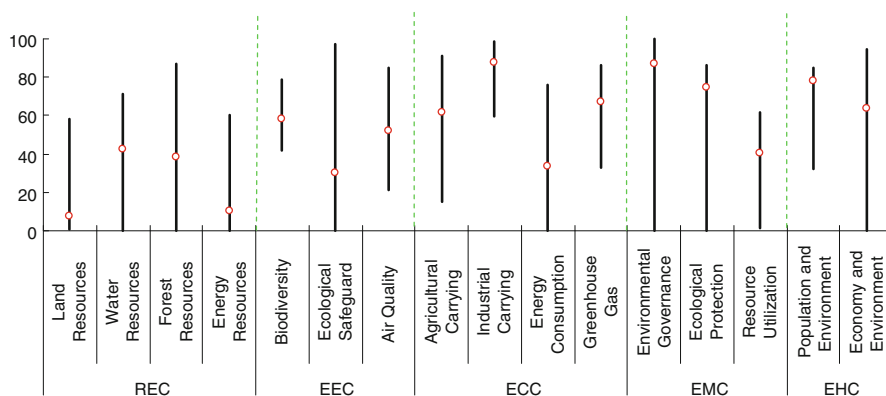 100
80
60
40
20
0
Land
Resources
Water
Resources
Forest
Resources
Energy
Resources
Biodiversity
Ecological
Safeguard
Air Quality
Agricultural
Carrying
Industrial
Carrying
Energy
Consumption
Greenhouse
Gas
Environmental
Governance
Ecological
Protection
Resource
Utilization
Population and
Environment
Economy and
Environment
REC
EEC
ECC
EMC
EHC